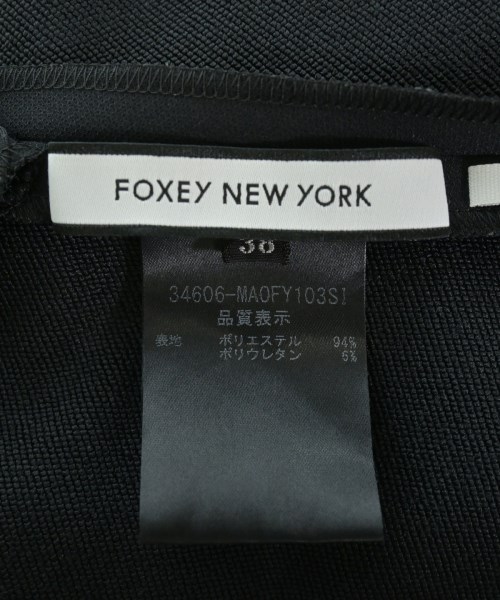 FOXEY NEW YORK
38
34606-MAOFY103SI
品質表示
表地 ポリエステル 94%
ポリウレタン 6%